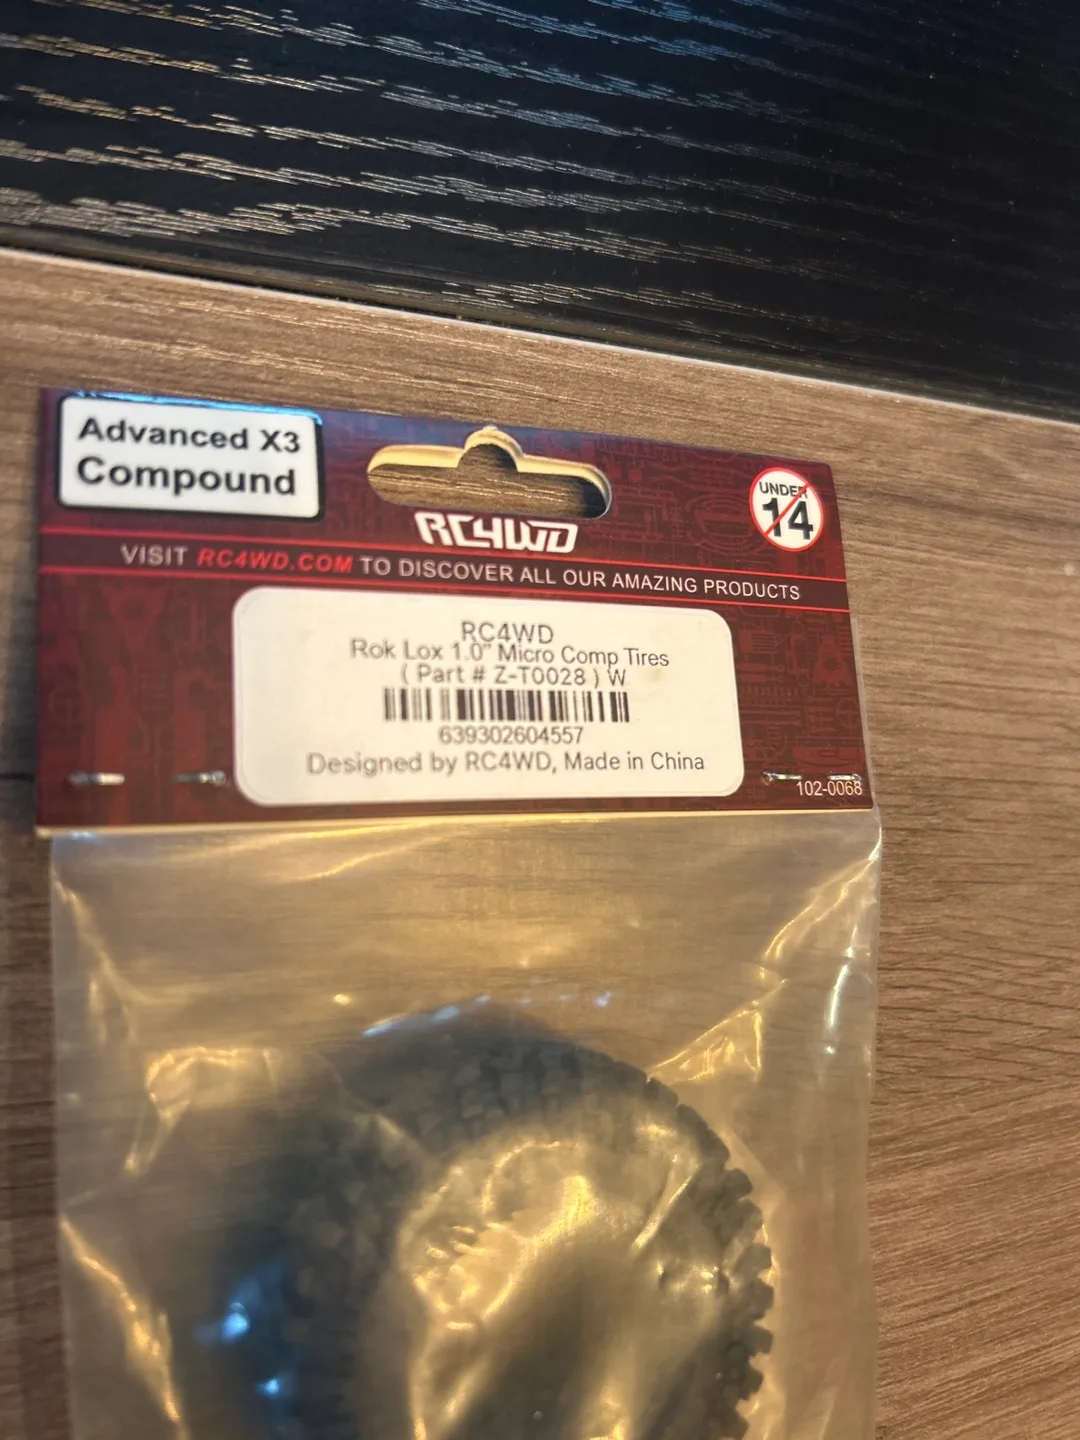 Advanced X3
Compound
UNDER
14
RC4WD
VISIT RC4WD.COM TO DISCOVER ALL OUR AMAZING PRODUCTS
RC4WD
Rok Lox 1.0" Micro Comp Tires
( Part # Z-T0028 ) W
639302604557
Designed by RC4WD, Made in China
102-0068